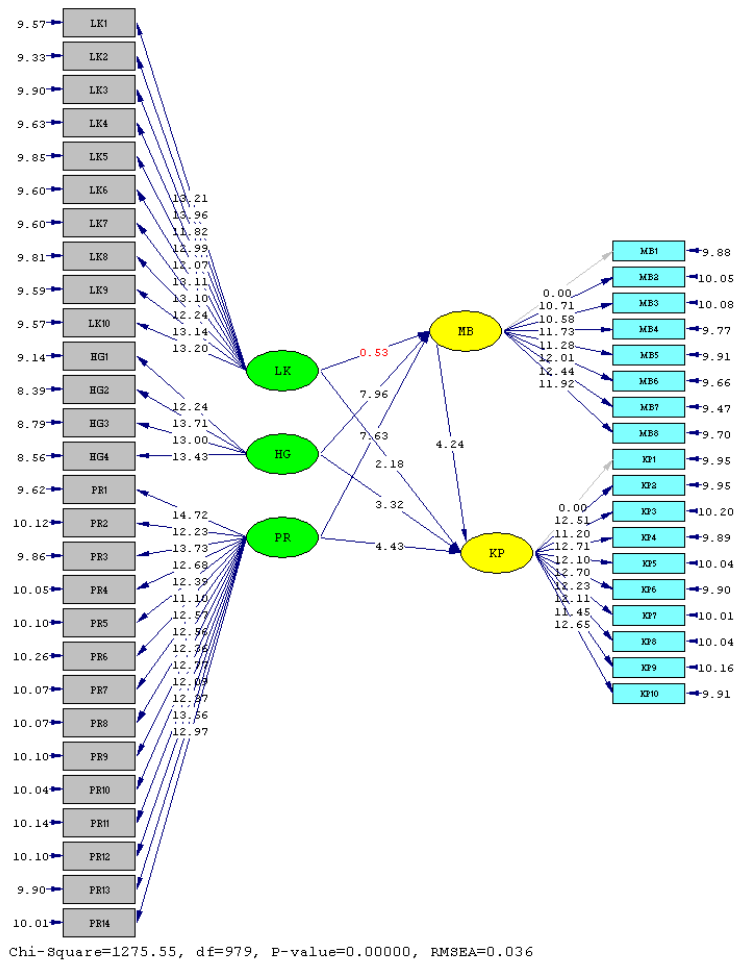 9.57 LK1
9.33 LK2
9.90 LK3
9.63 LK4
9.85 LK5
9.60 LK6
9.60 LK7
9.81 LK8
9.59 LK9
9.57 LK10
9.14 HG1
8.39 HG2
8.79 HG3
8.56 HG4
9.62 PR1
10.12 PR2
9.86 PR3
10.05 PR4
10.10 PR5
10.26 PR6
10.07 PR7
10.07 PR8
10.10 PR9
10.04 PR10
10.14 PR11
10.10 PR12
9.90 PR13
10.01 PR14
13.21
13.96
11.82
12.99
12.07
13.11
13.10
12.24
13.14
13.20
12.24
13.71
13.00
13.43
14.72
12.23
13.73
12.68
12.39
11.10
12.57
12.56
12.36
12.77
12.09
13.56
12.97
LK
HG
PR
0.53
7.96
7.63
2.18
3.32
4.43
4.24
MB
KP
0.00
10.71
10.58
11.73
11.28
12.01
12.44
11.92
0.00
12.51
11.20
12.71
12.10
12.70
12.23
12.11
11.45
12.65
MB1 9.88
MB2 10.05
MB3 10.08
MB4 9.77
MB5 9.91
MB6 9.66
MB7 9.47
MB8 9.70
KP1 9.95
KP2 9.95
KP3 10.20
KP4 9.89
KP5 10.04
KP6 9.90
KP7 10.01
KP8 10.04
KP9 10.16
KP10 9.91
Chi-Square=1275.55, df=979, P-value=0.00000, RMSEA=0.036